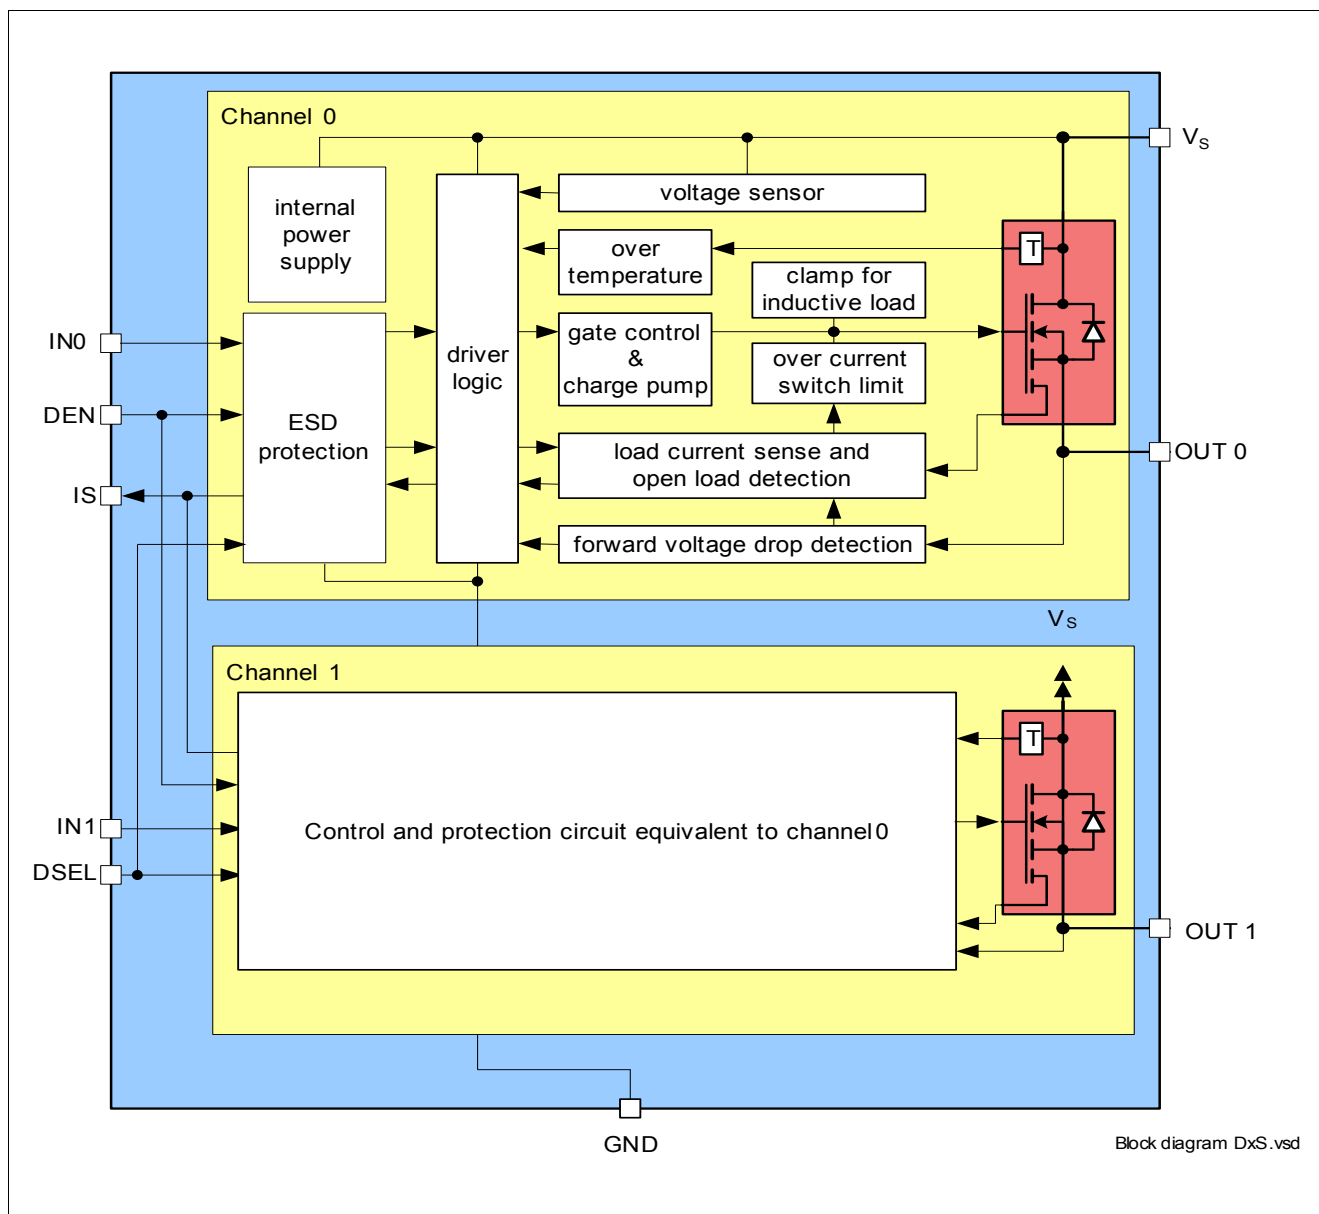 Channel 0
V_S
internal
power
supply
voltage sensor
over
temperature
T
clamp for
inductive load
IN0
gate control
&
charge pump
driver
logic
over current
switch limit
DEN
ESD
protection
load current sense and
open load detection
OUT 0
IS
forward voltage drop detection
V_S
Channel 1
T
IN1
Control and protection circuit equivalent to channel 0
DSEL
OUT 1
GND
Block diagram DxS.vsd